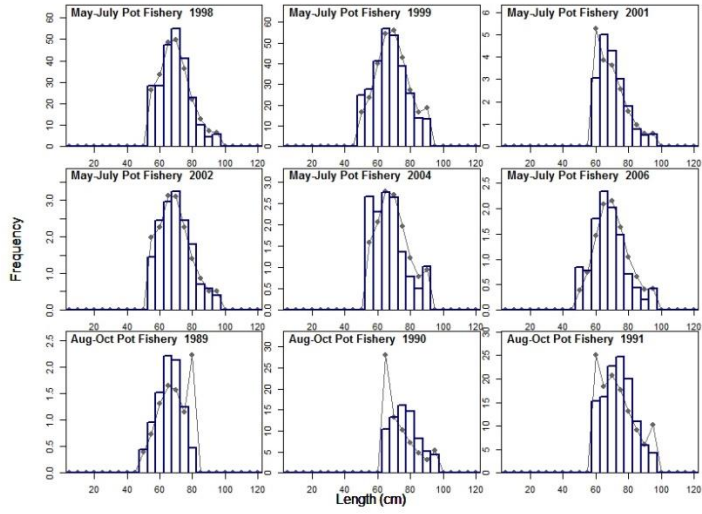 May-July Pot Fishery 1998
0 10 20 30 40 50 60
20 40 60 80 100 120
May-July Pot Fishery 1999
0 10 20 30 40 50
20 40 60 80 100 120
May-July Pot Fishery 2001
0 1 2 3 4 5 6
20 40 60 80 100 120
May-July Pot Fishery 2002
0.0 1.0 2.0 3.0
20 40 60 80 100 120
May-July Pot Fishery 2004
0.0 0.5 1.0 1.5 2.0 2.5 3.0
20 40 60 80 100 120
May-July Pot Fishery 2006
0.0 0.5 1.0 1.5 2.0 2.5
20 40 60 80 100 120
Frequency
Aug-Oct Pot Fishery 1989
0.0 0.5 1.0 1.5 2.0 2.5
20 40 60 80 100 120
Aug-Oct Pot Fishery 1990
0 5 10 15 20 25 30
20 40 60 80 100 120
Aug-Oct Pot Fishery 1991
0 5 10 15 20 25 30
20 40 60 80 100 120
Length (cm)